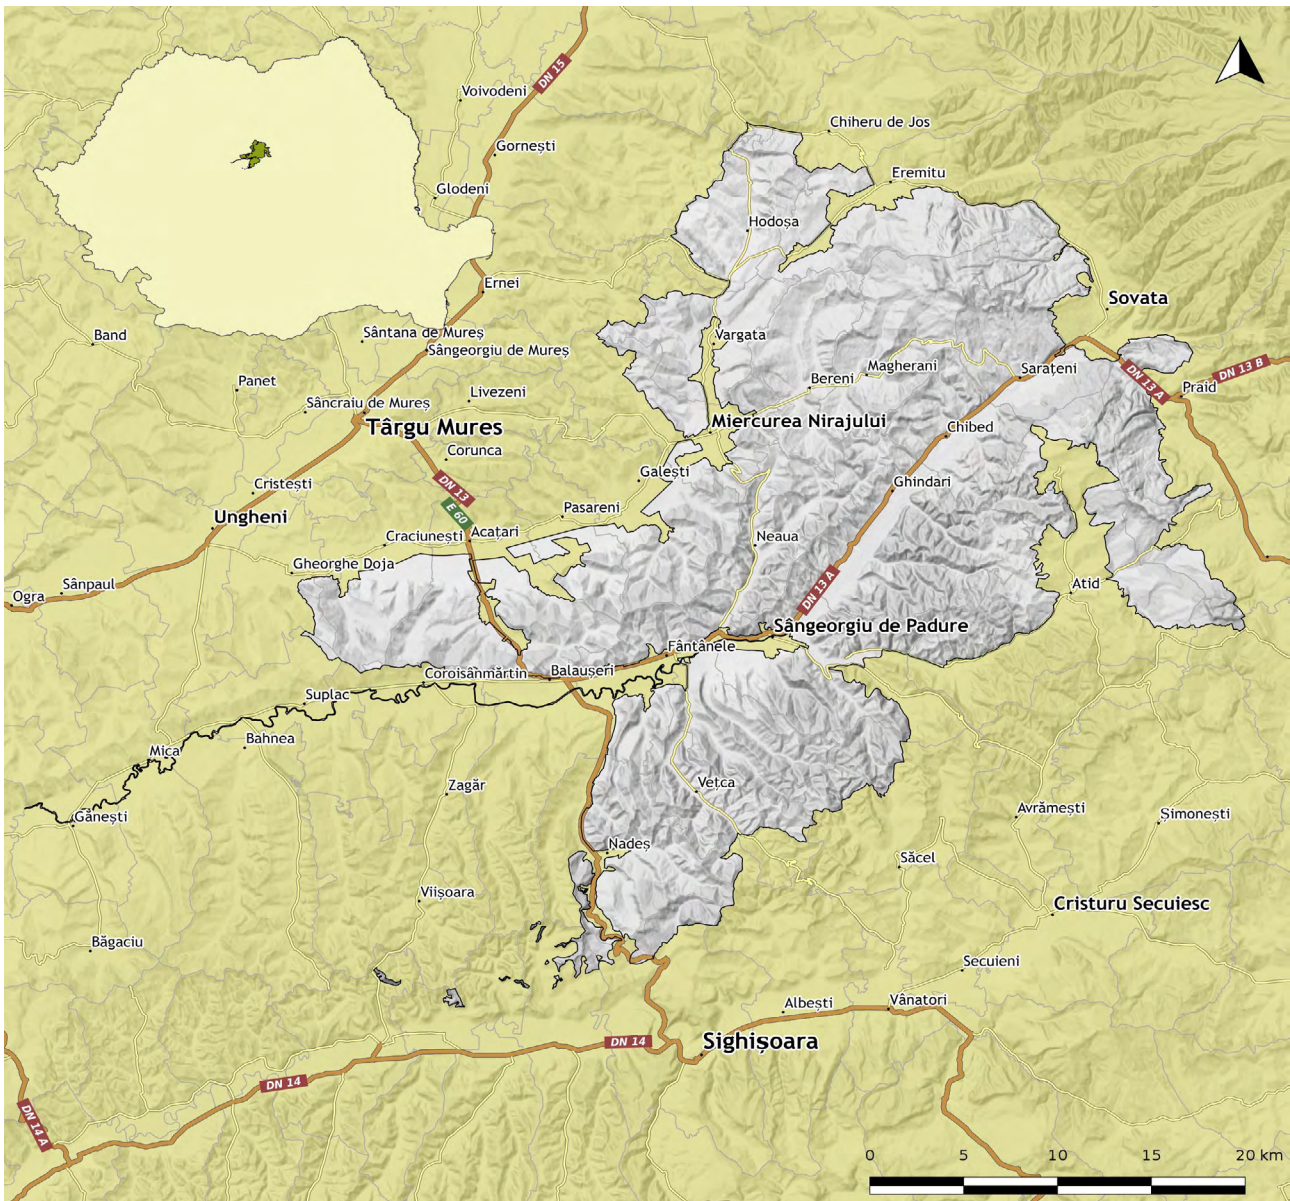 DN 15
Voivodeni
Chiheru de Jos
Gornești
Eremitu
Glodeni
Hodoșa
Ernei
Sovata
Band
Sântana de Mureș
Vargata
Sângeorgiu de Mureș
Magherani
Sarațeni
DN 13 B
Panet
Bereni
DN 13 A
Praid
Livezeni
Sâncraiu de Mureș
Târgu Mures
Miercurea Nirajului
Chibed
Corunca
Galești
Ghindari
DN 13
Cristești
E 60
Pasareni
Ungheni
Craciunești
Acațari
Neaua
Gheorghe Doja
Sânpaul
Ogra
DN 13 A
Atid
Sângeorgiu de Padure
Fântânele
Coroisânmărtin
Balaușeri
Suplac
Bahnea
Mica
Zagăr
Vețca
Gănești
Avrămești
Șimonești
Nadeș
Săcel
Viișoara
Cristuru Secuiesc
Băgaciu
Secuieni
Albești
Vânatori
Sighișoara
DN 14
DN 14
DN 14 A
0 5 10 15 20 km